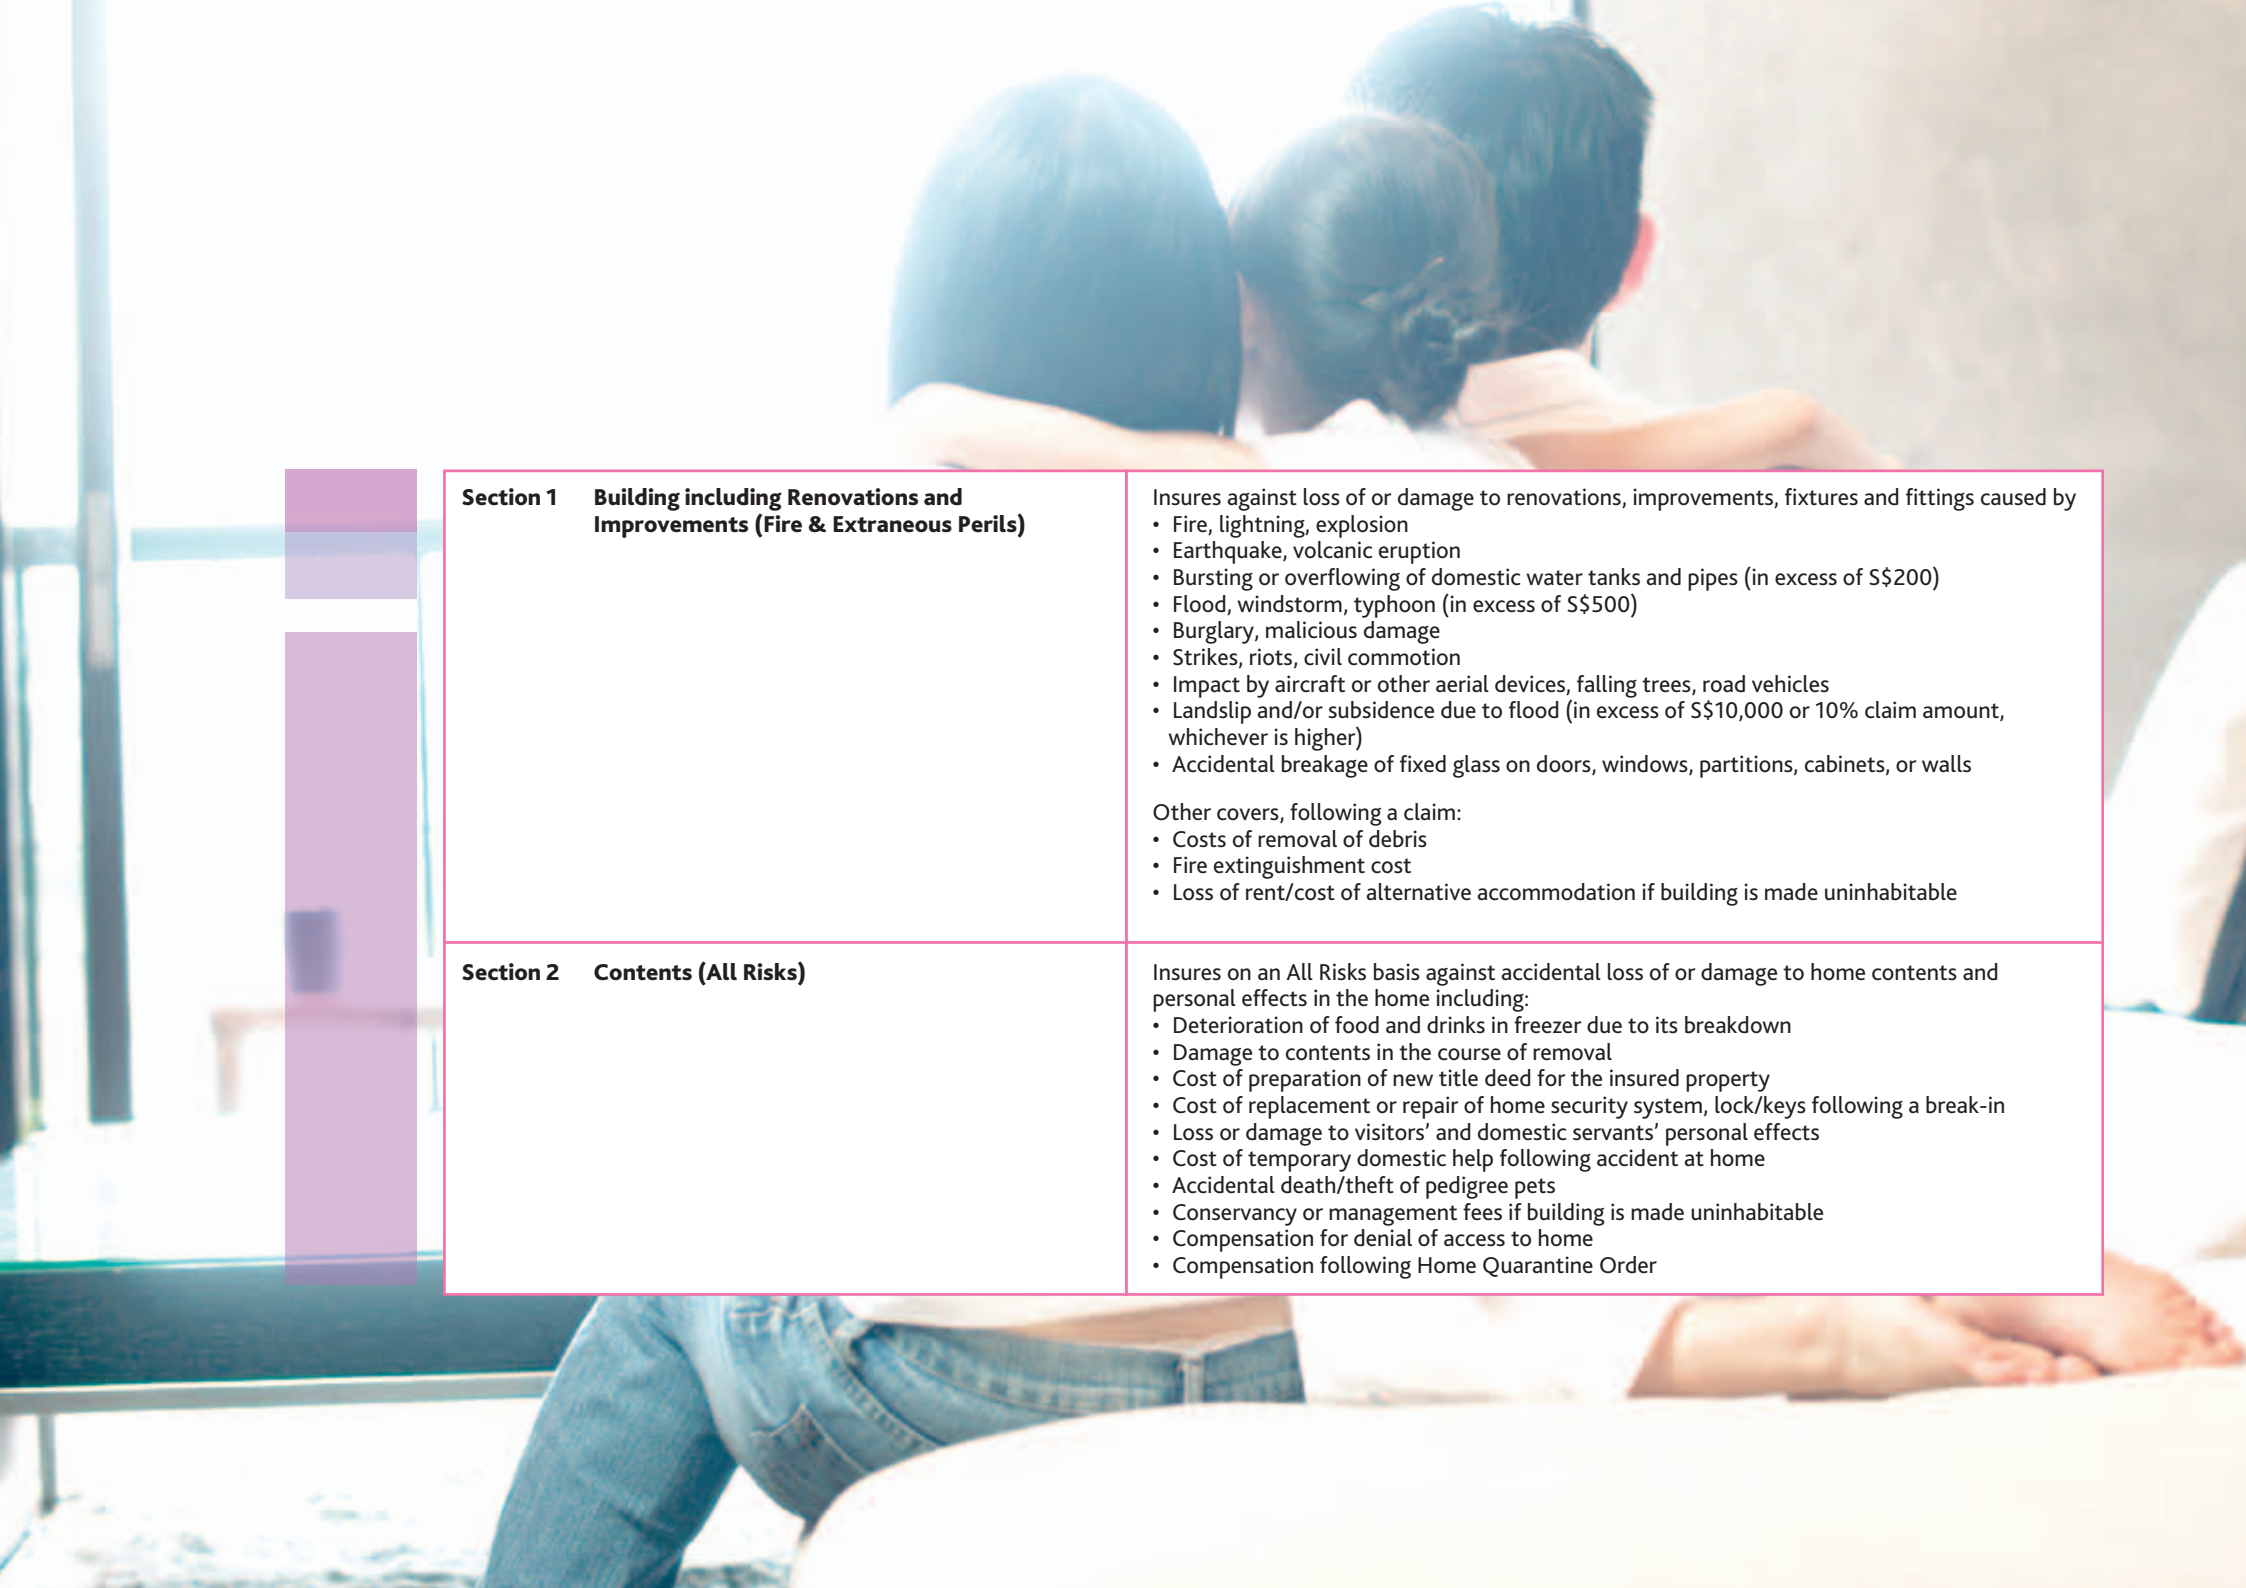 Section 1 Building including Renovations and
Improvements (Fire & Extraneous Perils)
Insures against loss of or damage to renovations, improvements, fixtures and fittings caused by
• Fire, lightning, explosion
• Earthquake, volcanic eruption
• Bursting or overflowing of domestic water tanks and pipes (in excess of S$200)
• Flood, windstorm, typhoon (in excess of S$500)
• Burglary, malicious damage
• Strikes, riots, civil commotion
• Impact by aircraft or other aerial devices, falling trees, road vehicles
• Landslip and/or subsidence due to flood (in excess of S$10,000 or 10% claim amount,
whichever is higher)
• Accidental breakage of fixed glass on doors, windows, partitions, cabinets, or walls
Other covers, following a claim:
• Costs of removal of debris
• Fire extinguishment cost
• Loss of rent/cost of alternative accommodation if building is made uninhabitable
Section 2 Contents (All Risks)
Insures on an All Risks basis against accidental loss of or damage to home contents and
personal effects in the home including:
• Deterioration of food and drinks in freezer due to its breakdown
• Damage to contents in the course of removal
• Cost of preparation of new title deed for the insured property
• Cost of replacement or repair of home security system, lock/keys following a break-in
• Loss or damage to visitors’ and domestic servants’ personal effects
• Cost of temporary domestic help following accident at home
• Accidental death/theft of pedigree pets
• Conservancy or management fees if building is made uninhabitable
• Compensation for denial of access to home
• Compensation following Home Quarantine Order